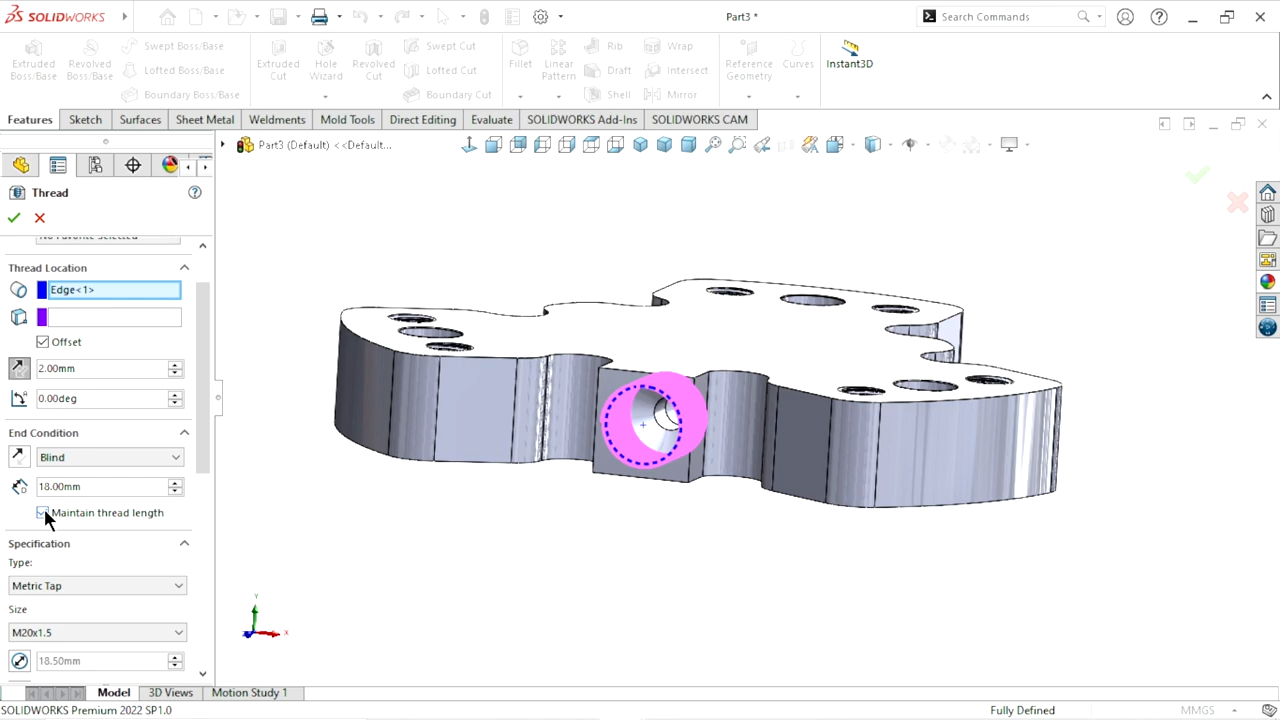 SOLIDWORKS
Part3 *
Search Commands
Extruded Boss/Base
Revolved Boss/Base
Swept Boss/Base
Lofted Boss/Base
Boundary Boss/Base
Extruded Cut
Hole Wizard
Revolved Cut
Swept Cut
Lofted Cut
Boundary Cut
Fillet
Linear Pattern
Rib
Draft
Shell
Wrap
Intersect
Mirror
Reference Geometry
Curves
Instant3D
Features
Sketch
Surfaces
Sheet Metal
Weldments
Mold Tools
Direct Editing
Evaluate
SOLIDWORKS Add-Ins
SOLIDWORKS CAM
Part3 (Default) <<Default...
Thread
Thread Location
Edge<1>
Offset
2.00mm
0.00deg
End Condition
Blind
18.00mm
Maintain thread length
Specification
Type:
Metric Tap
Size
M20x1.5
18.50mm
Y
X
Model
3D Views
Motion Study 1
SOLIDWORKS Premium 2022 SP1.0
Fully Defined
MMGS